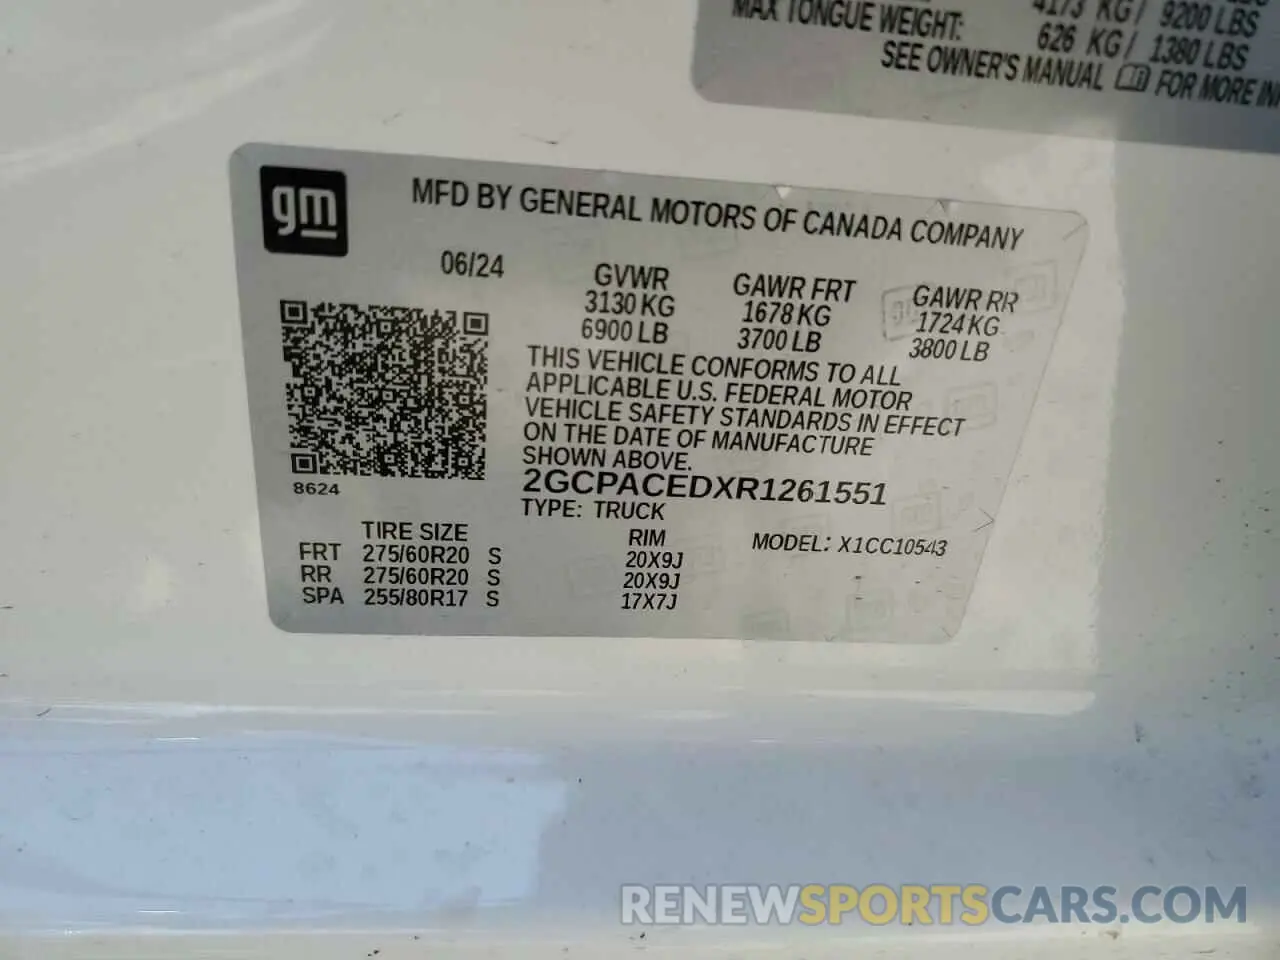 4173 KG/ 9200 LBS
MAX TONGUE WEIGHT: 626 KG/ 1380 LBS
SEE OWNER'S MANUAL FOR MORE
gm
MFD BY GENERAL MOTORS OF CANADA COMPANY
06/24
GVWR GAWR FRT GAWR RR
3130 KG 1678 KG 1724 KG
6900 LB 3700 LB 3800 LB
THIS VEHICLE CONFORMS TO ALL
APPLICABLE U.S. FEDERAL MOTOR
VEHICLE SAFETY STANDARDS IN EFFECT
ON THE DATE OF MANUFACTURE
SHOWN ABOVE.
8624
2GCPACEDXR1261551
TYPE: TRUCK
TIRE SIZE RIM MODEL: X1CC10543
FRT 275/60R20 S 20X9J
RR 275/60R20 S 20X9J
SPA 255/80R17 S 17X7J
RENEWSPORTSCARS.COM